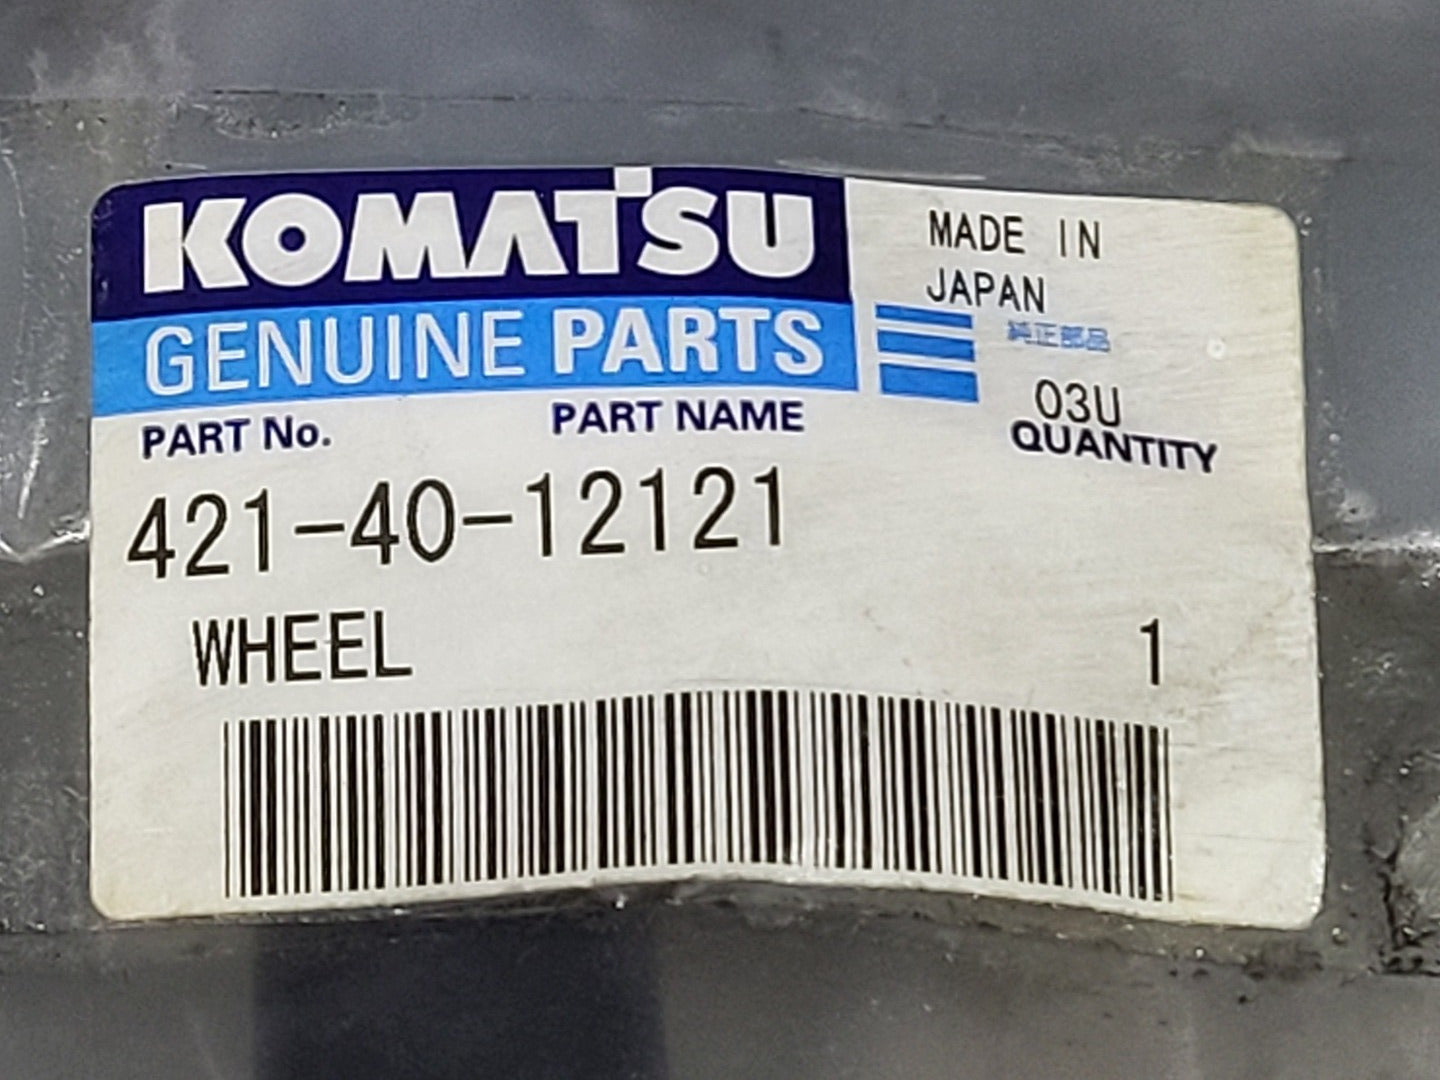 KOMATSU
GENUINE PARTS
MADE IN
JAPAN
純正部品
03U
PART No.
PART NAME
QUANTITY
421-40-12121
WHEEL
1